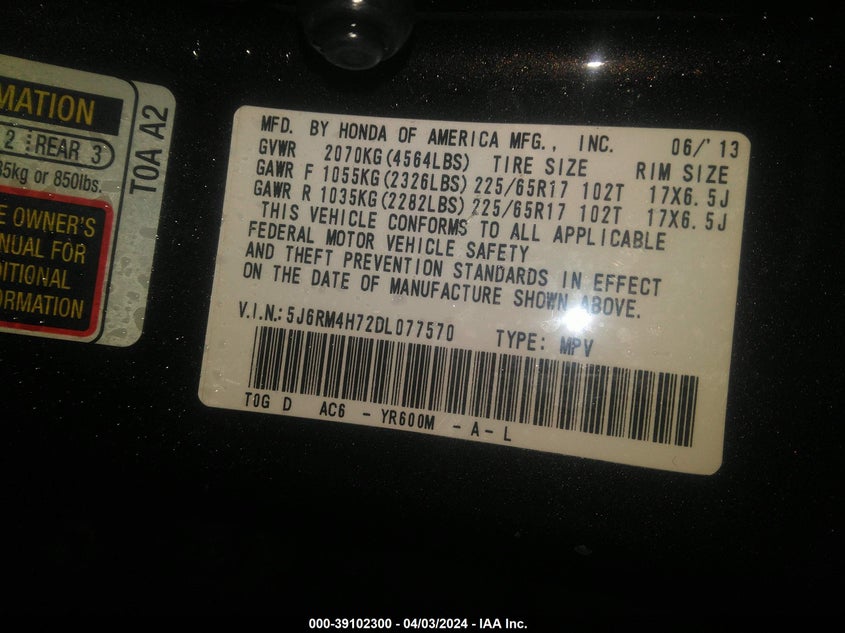 MATION
2 REAR 3
35kg or 850lbs.
E OWNER'S
NUAL FOR
DITIONAL
ORMATION
T0A A2
MFD. BY HONDA OF AMERICA MFG., INC. 06/'13
GVWR 2070KG(4564LBS) TIRE SIZE RIM SIZE
GAWR F 1055KG(2326LBS) 225/65R17 102T 17X6.5J
GAWR R 1035KG(2282LBS) 225/65R17 102T 17X6.5J
THIS VEHICLE CONFORMS TO ALL APPLICABLE
FEDERAL MOTOR VEHICLE SAFETY
AND THEFT PREVENTION STANDARDS IN EFFECT
ON THE DATE OF MANUFACTURE SHOWN ABOVE.
V.I.N.: 5J6RM4H72DL077570 TYPE: MPV
T0G D AC6 - YR600M - A - L
000-39102300 - 04/03/2024 - IAA Inc.